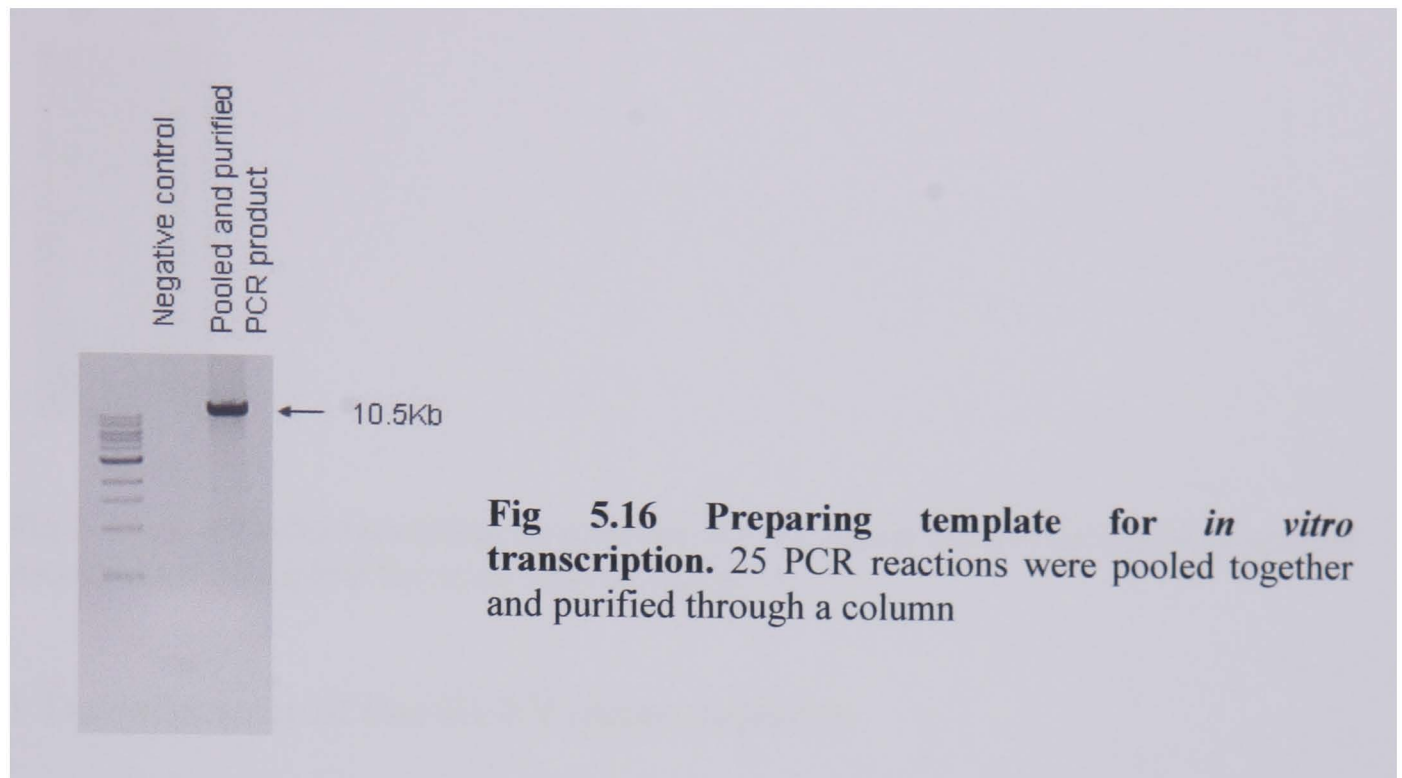 Negative control
Pooled and purified
PCR product
10.5Kb
Fig 5.16 Preparing template for in vitro
transcription. 25 PCR reactions were pooled together
and purified through a column